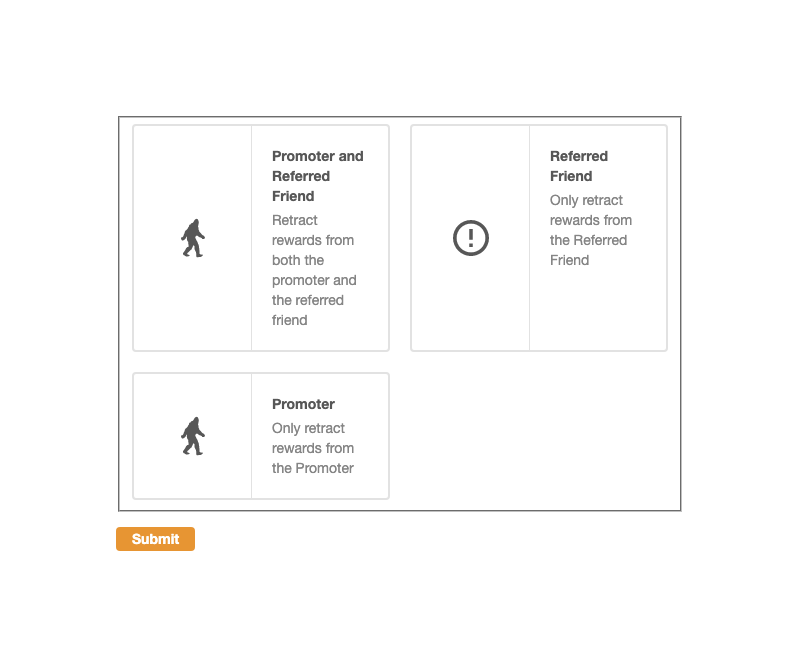 Promoter and
Referred
Friend
Retract
rewards from
both the
promoter and
the referred
friend
Referred
Friend
Only retract
rewards from
the Referred
Friend
Promoter
Only retract
rewards from
the Promoter
Submit